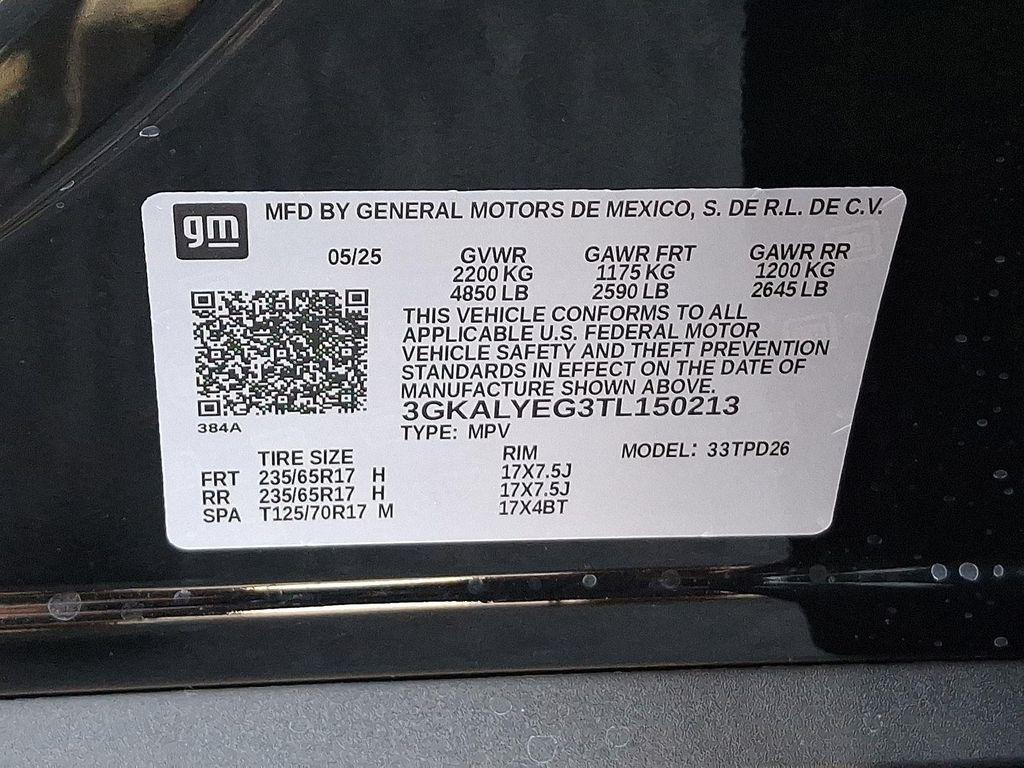 gm MFD BY GENERAL MOTORS DE MEXICO, S. DE R.L. DE C.V.
05/25 GVWR GAWR FRT GAWR RR
2200 KG 1175 KG 1200 KG
4850 LB 2590 LB 2645 LB
THIS VEHICLE CONFORMS TO ALL
APPLICABLE U.S. FEDERAL MOTOR
VEHICLE SAFETY AND THEFT PREVENTION
STANDARDS IN EFFECT ON THE DATE OF
MANUFACTURE SHOWN ABOVE.
3GKALYEG3TL150213
384A
TYPE: MPV
TIRE SIZE RIM MODEL: 33TPD26
FRT 235/65R17 H 17X7.5J
RR 235/65R17 H 17X7.5J
SPA T125/70R17 M 17X4BT